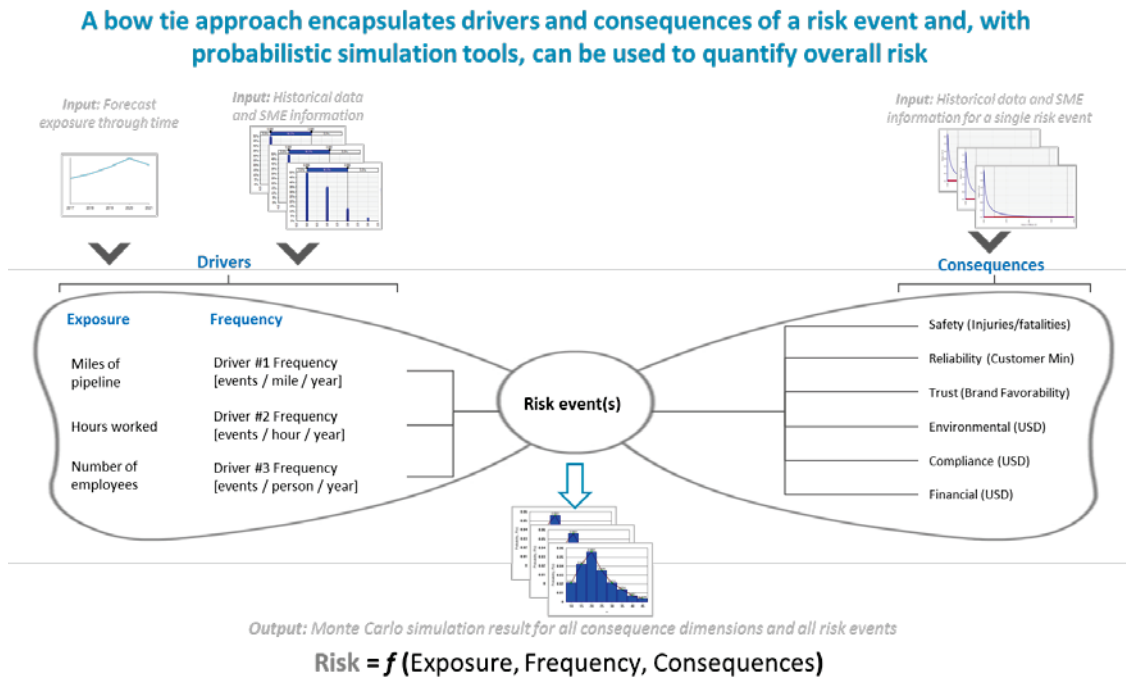 A bow tie approach encapsulates drivers and consequences of a risk event and, with
probabilistic simulation tools, can be used to quantify overall risk
Input: Forecast
exposure through time
Input: Historical data
and SME information
Input: Historical data and SME
information for a single risk event
2017 2018 2019 2020 2021
Drivers
Consequences
Exposure
Frequency
Miles of
pipeline
Driver #1 Frequency
[events / mile / year]
Hours worked
Driver #2 Frequency
[events / hour / year]
Number of
employees
Driver #3 Frequency
[events / person / year]
Risk event(s)
Safety (Injuries/fatalities)
Reliability (Customer Min)
Trust (Brand Favorability)
Environmental (USD)
Compliance (USD)
Financial (USD)
Output: Monte Carlo simulation result for all consequence dimensions and all risk events
Risk = f (Exposure, Frequency, Consequences)